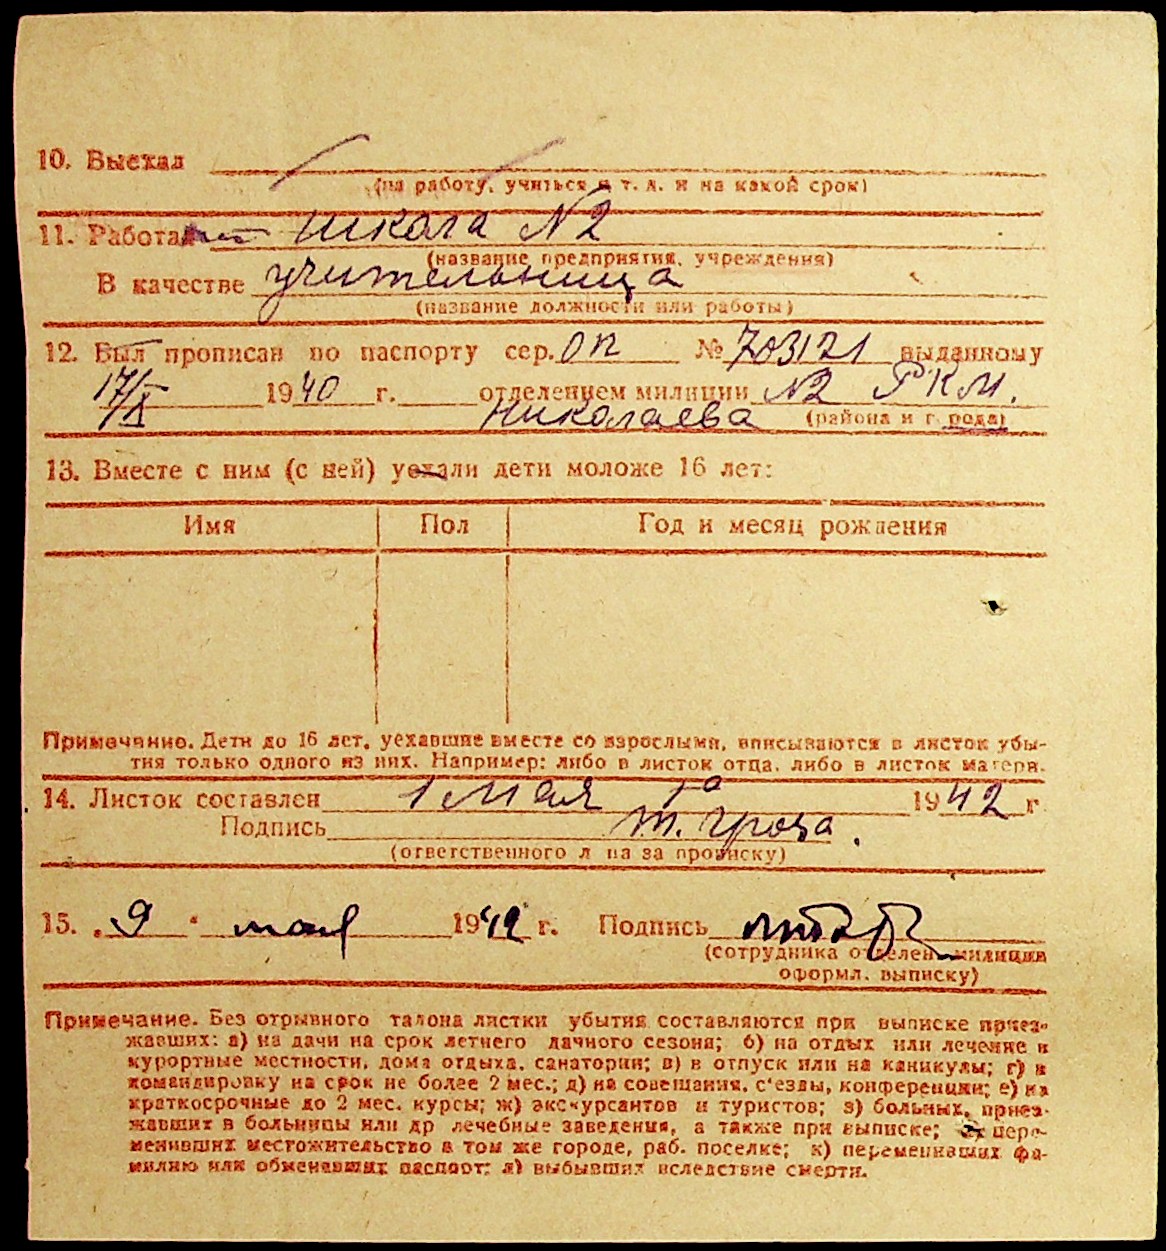 10. Выехал
(на работу, учиться и т. д. и на какой срок)
11. Работает школа №2
(название предприятия, учреждения)
В качестве учительница
(название должности или работы)
12. Был прописан по паспорту сер. ОП № 703121 выданному
17/X 1940 г. отделением милиции №2 РКМ.
Николаева (района и города)
13. Вместе с ним (с ней) уехали дети моложе 16 лет:
Имя Пол Год и месяц рождения
Примечание. Дети до 16 лет, уехавшие вместе со взрослыми, вписываются в листок убы-
тия только одного из них. Например: либо в листок отца, либо в листок матери.
14. Листок составлен 1 мая 1942 г
Подпись
(ответственного лица за прописку)
15. „9“ мая 1942 г. Подпись
(сотрудника отделен. милиции
оформл. выписку)
Примечание. Без отрывного талона листки убытия составляются при выписке приез-
жавших: а) на дачи на срок летнего дачного сезона; б) на отдых или лечение в
курортные местности, дома отдыха, санатории; в) в отпуск или на каникулы; г) в
командировку на срок не более 2 мес.; д) на совещания, с'езды, конференции; е) на
краткосрочные до 2 мес. курсы; ж) экскурсантов и туристов; з) больных, приез-
жавших в больницы или др лечебные заведения, а также при выписке; и) пере-
менивших местожительство в том же городе, раб. поселке; к) переменивших фа-
милию или обменявших паспорт; л) выбывших вследствие смерти.